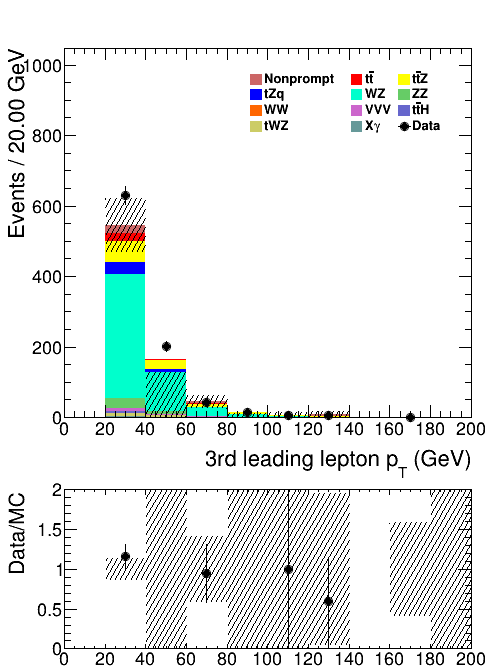 Events / 20.00 GeV
1000
800
600
400
200
0
Nonprompt tt̄ tt̄Z
tZq WZ ZZ
WW VVV tt̄H
tWZ Xγ Data
0 20 40 60 80 100 120 140 160 180 200
3rd leading lepton p_T (GeV)
Data/MC
2
1.5
1
0.5
0
0 20 40 60 80 100 120 140 160 180 200